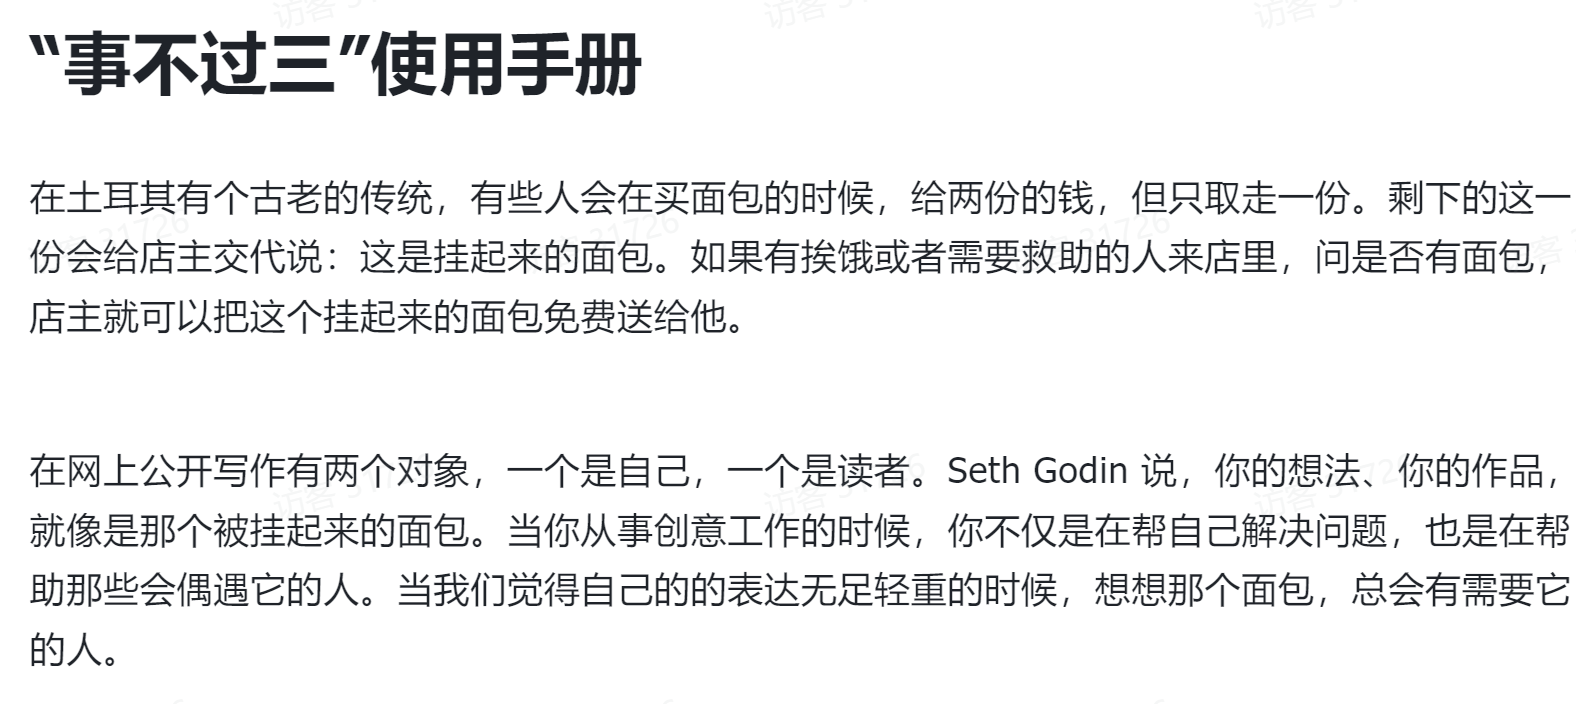 “事不过三”使用手册
在土耳其有个古老的传统，有些人会在买面包的时候，给两份的钱，但只取走一份。剩下的这一
份会给店主交代说：这是挂起来的面包。如果有挨饿或者需要救助的人来店里，问是否有面包，
店主就可以把这个挂起来的面包免费送给他。
在网上公开写作有两个对象，一个是自己，一个是读者。Seth Godin 说，你的想法、你的作品，
就像是那个被挂起来的面包。当你从事创意工作的时候，你不仅是在帮自己解决问题，也是在帮
助那些会偶遇它的人。当我们觉得自己的的表达无足轻重的时候，想想那个面包，总会有需要它
的人。
访客 31726